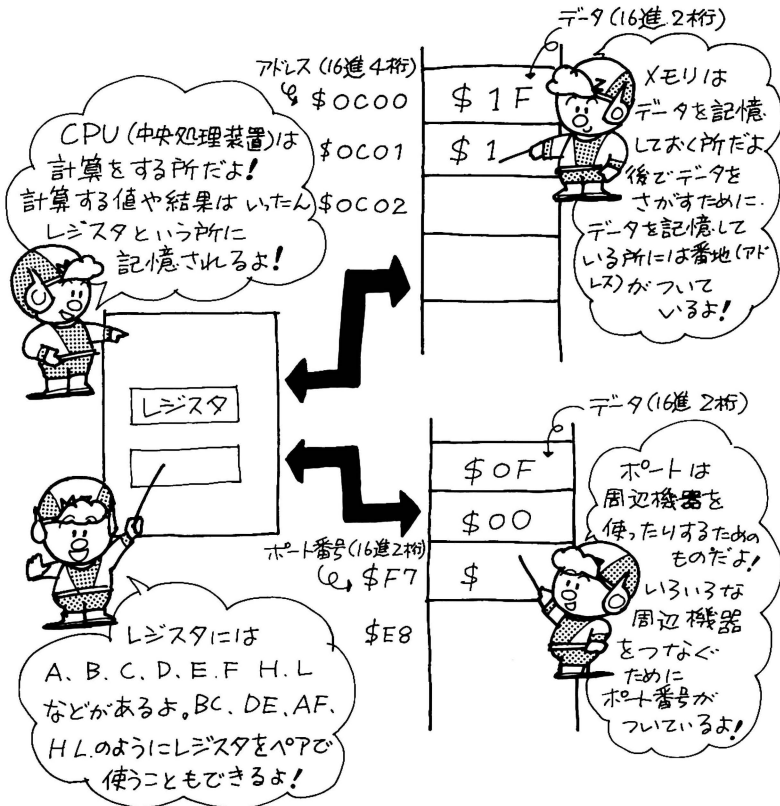 データ(16進2桁)
アドレス(16進4桁)
$0C00
$1F
$0C01
$1
$0C02
メモリは
データを記憶
しておく所だよ
後でデータを
さがすために.
データを記憶して
いる所には番地(アド
レス)がついて
いるよ!
CPU(中央処理装置)は
計算をする所だよ!
計算する値や結果はいったん
レジスタという所に
記憶されるよ!
レジスタ
データ(16進2桁)
$0F
$00
$
ポート番号(16進2桁)
$F7
$E8
ポートは
周辺機器を
使ったりするための
ものだよ!
いろいろな
周辺機器
をつなぐ
ために
ポート番号が
ついているよ!
レジスタには
A、B、C、D、E、F H、L
などがあるよ。BC、DE、AF、
HL.のようにレジスタをペアで
使うこともできるよ!